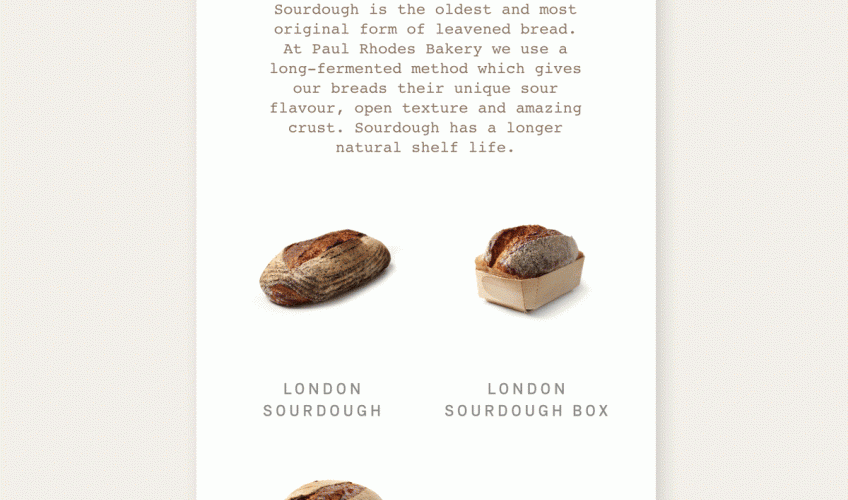 Sourdough is the oldest and most
original form of leavened bread.
At Paul Rhodes Bakery we use a
long-fermented method which gives
our breads their unique sour
flavour, open texture and amazing
crust. Sourdough has a longer
natural shelf life.
LONDON
SOURDOUGH
LONDON
SOURDOUGH BOX